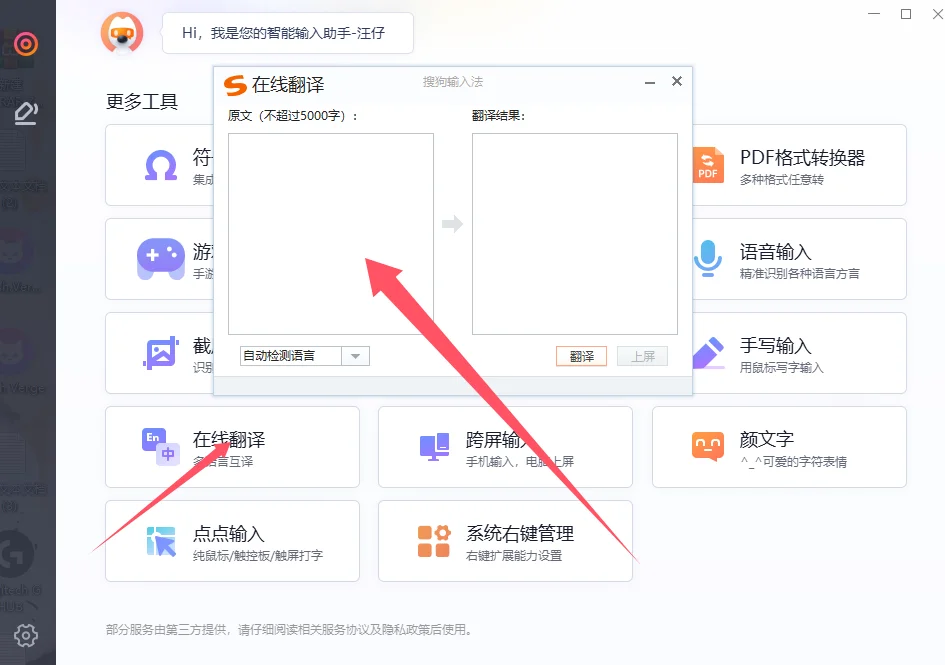 Hi，我是您的智能输入助手-汪仔
更多工具
在线翻译
搜狗输入法
原文（不超过5000字）：
翻译结果：
自动检测语言
翻译
上屏
符
集成
PDF
PDF格式转换器
多种格式任意转
游
手游
语音输入
精准识别各种语言方言
截
识别
手写输入
用鼠标写字输入
En
中
在线翻译
多语言互译
跨屏输入
手机输入，电脑上屏
颜文字
^_^可爱的字符表情
点点输入
纯鼠标/触控板/触屏打字
系统右键管理
右键扩展能力设置
部分服务由第三方提供，请仔细阅读相关服务协议及隐私政策后使用。